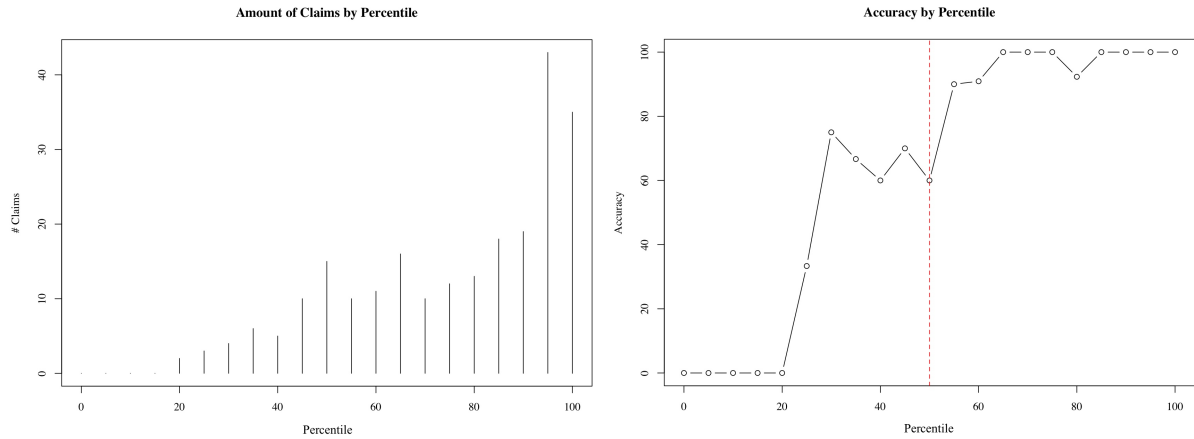 Amount of Claims by Percentile
# Claims
40
30
20
10
0
0 20 40 60 80 100
Percentile
Accuracy by Percentile
Accuracy
100
80
60
40
20
0
0 20 40 60 80 100
Percentile